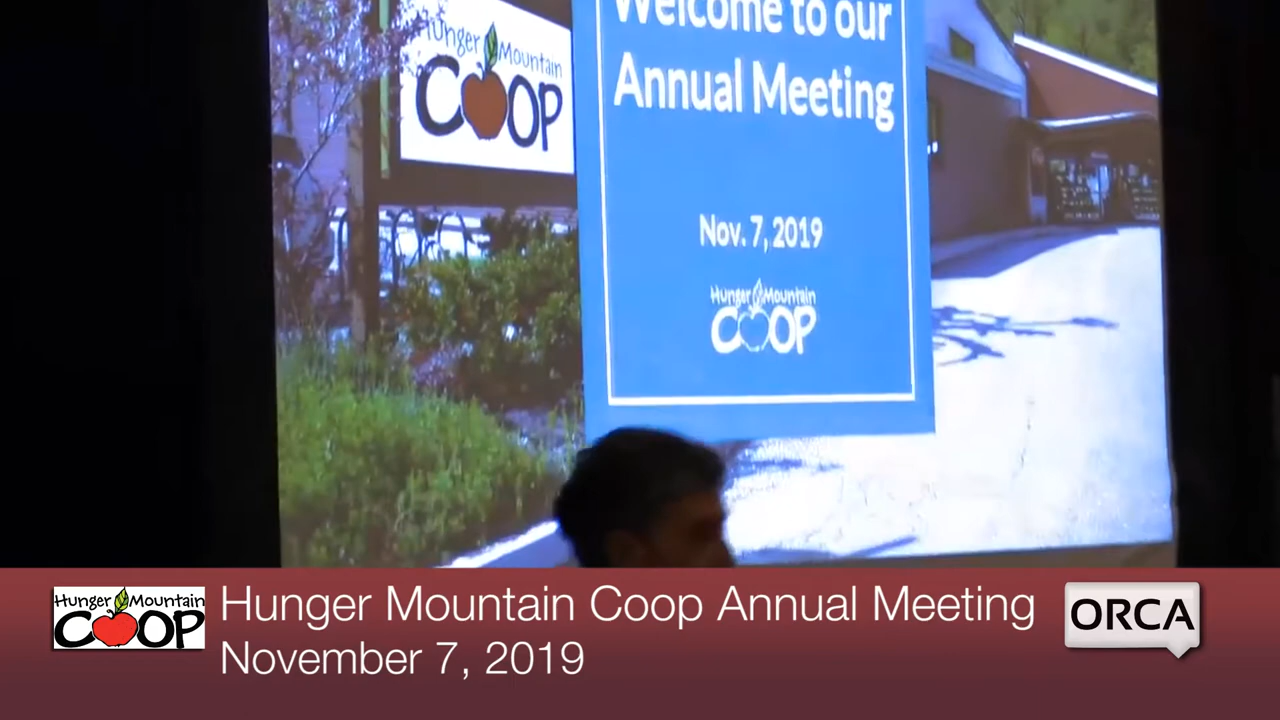 Hunger Mountain
COOP
Welcome to our
Annual Meeting
Nov. 7, 2019
Hunger Mountain
COOP
Hunger Mountain
COOP
Hunger Mountain Coop Annual Meeting
November 7, 2019
ORCA